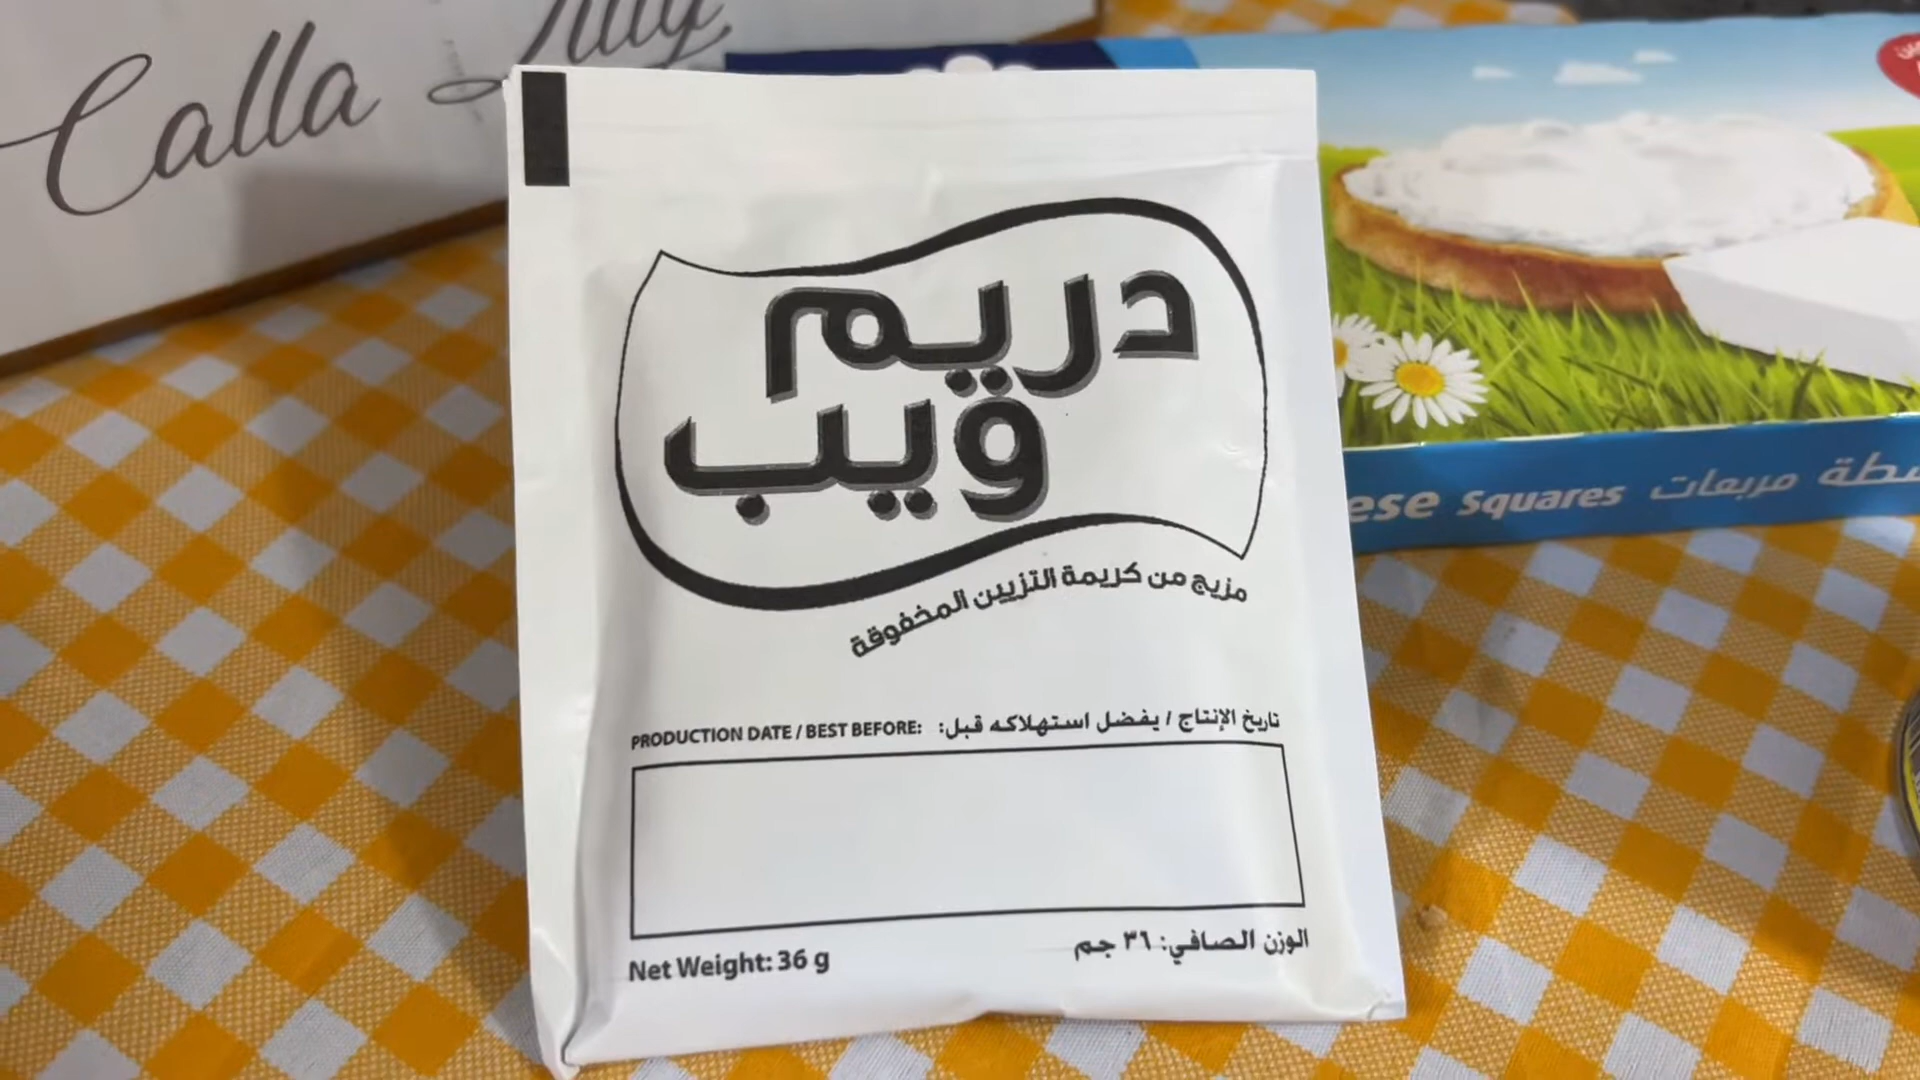 Calla Lily
دريم
ويب
مزيج من كريمة التزيين المخفوقة
PRODUCTION DATE / BEST BEFORE: تاريخ الإنتاج / يفضل استهلاكه قبل:
Net Weight: 36 g الوزن الصافي: ٣٦ جم
Squares مربعات